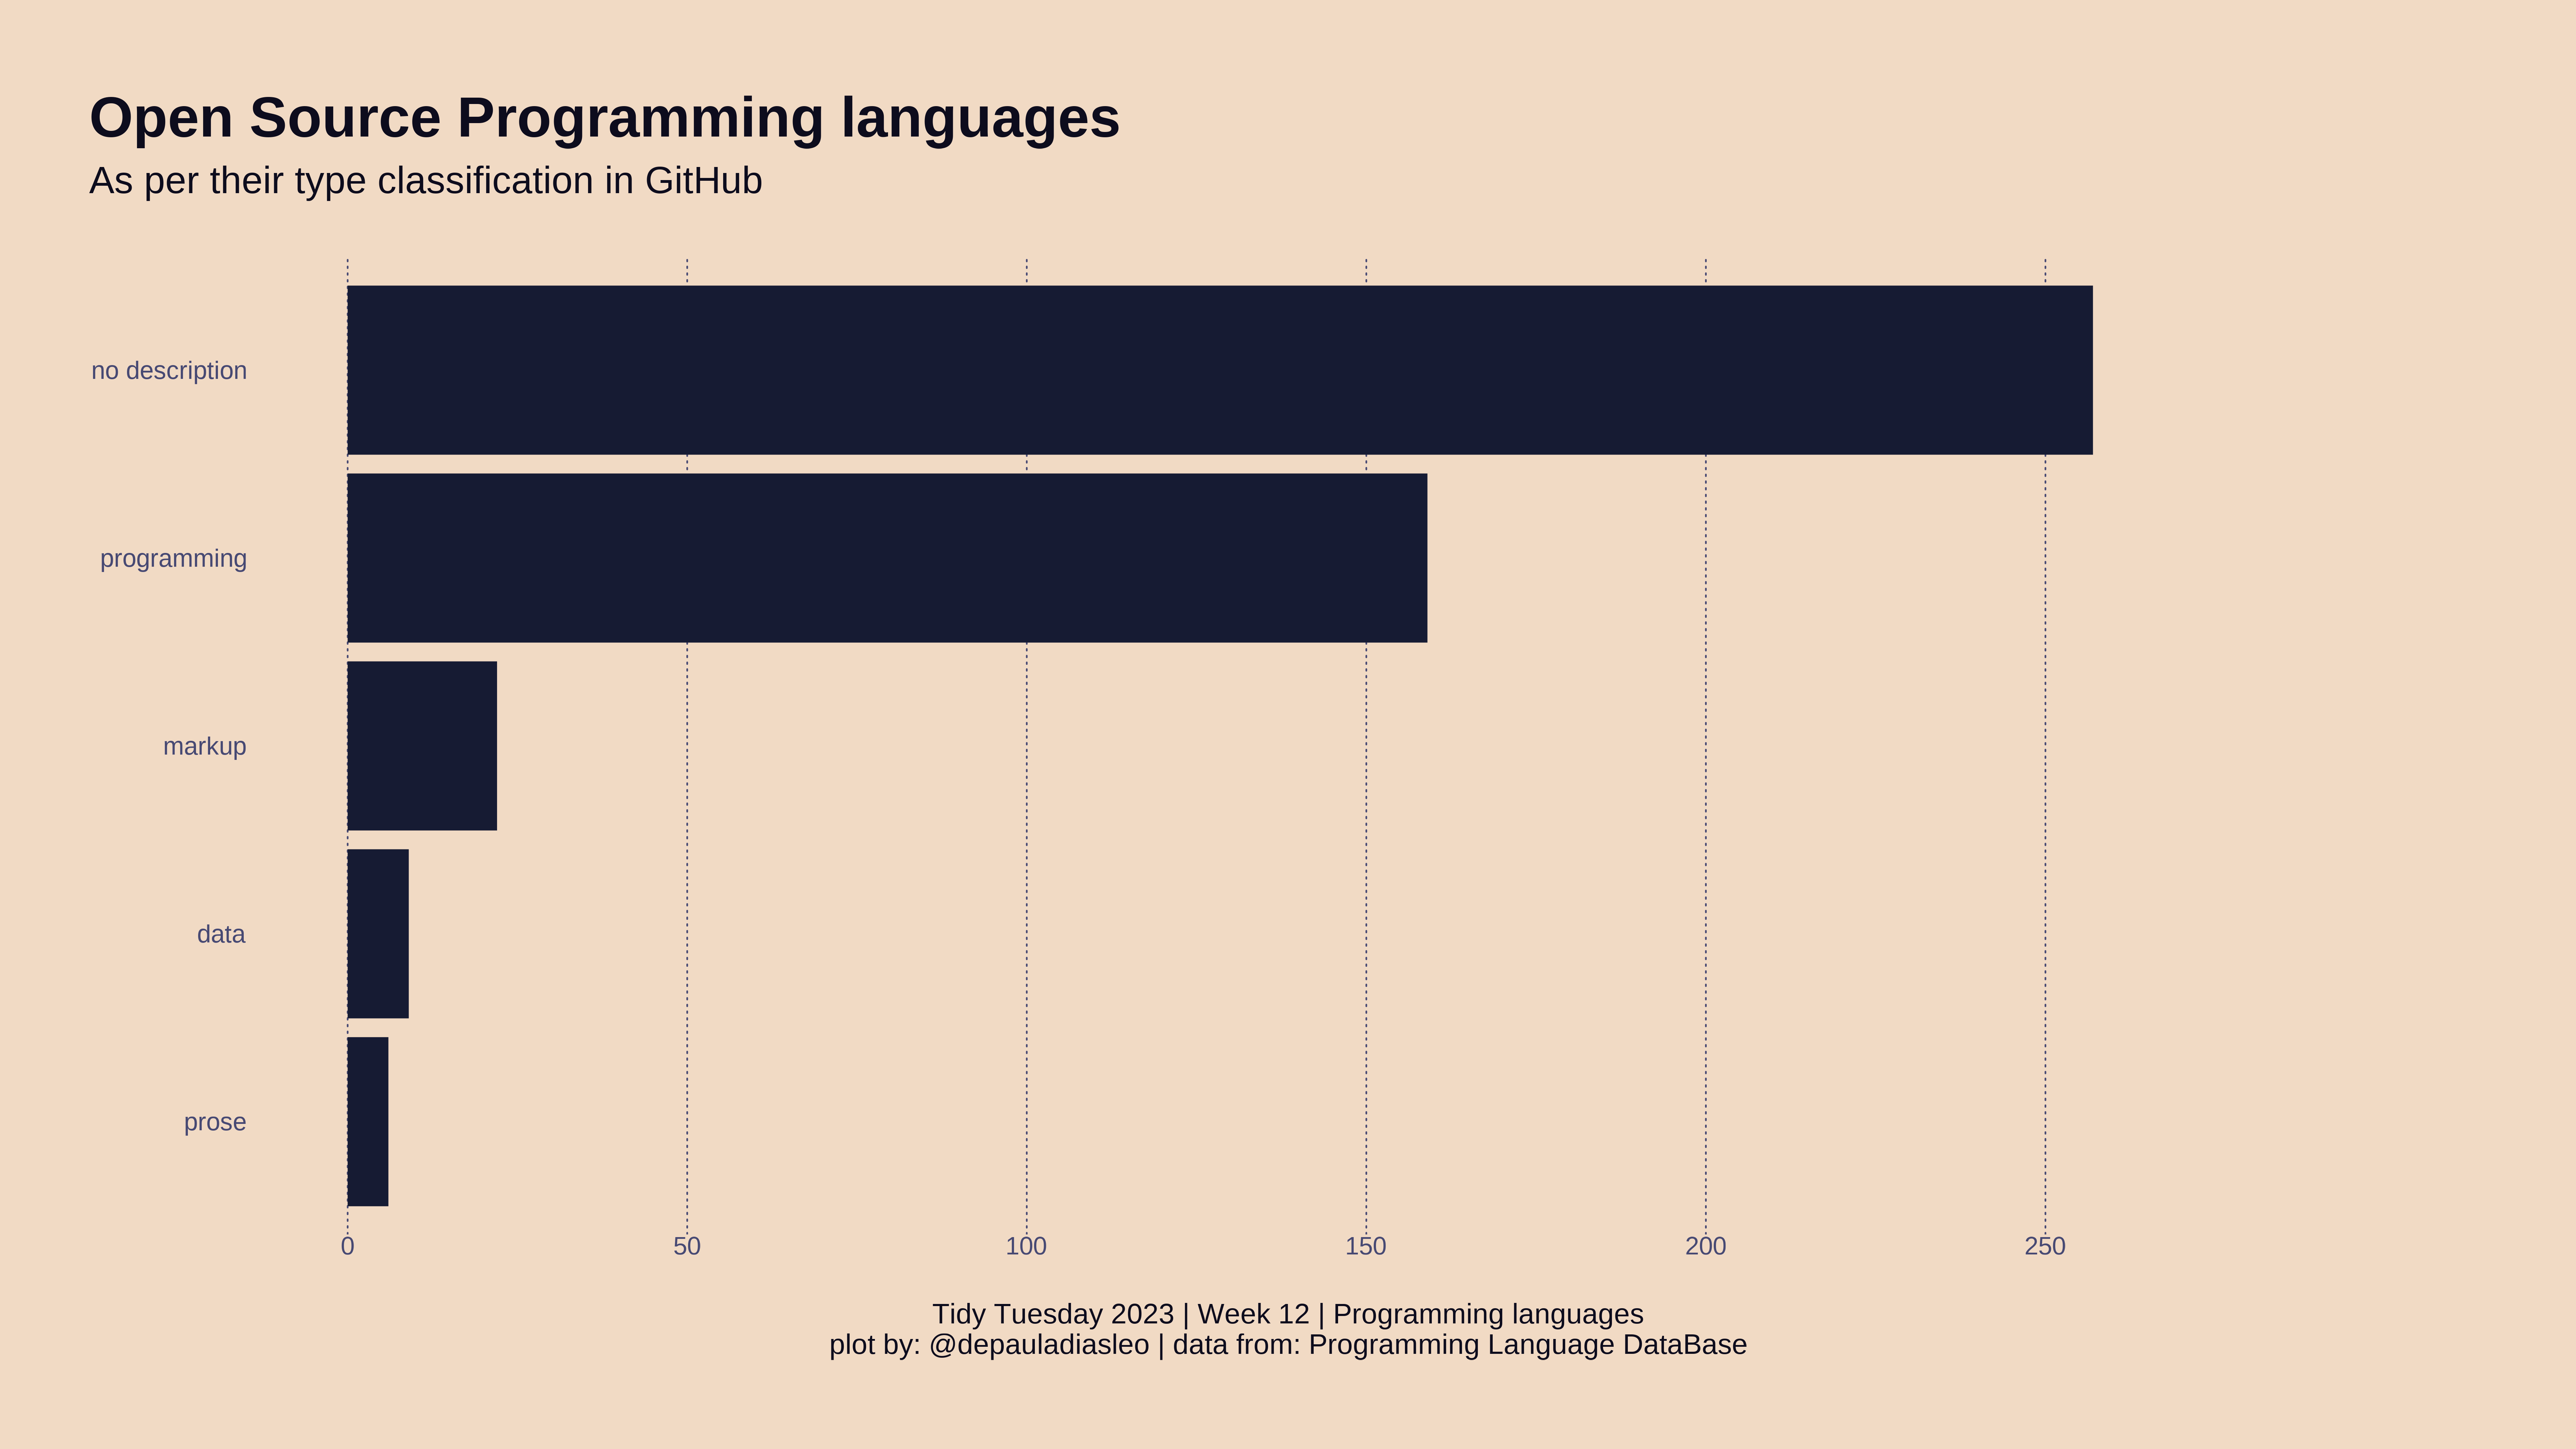 Open Source Programming languages
As per their type classification in GitHub
no description
programming
markup
data
prose
0 50 100 150 200 250
Tidy Tuesday 2023 | Week 12 | Programming languages
plot by: @depauladiasleo | data from: Programming Language DataBase